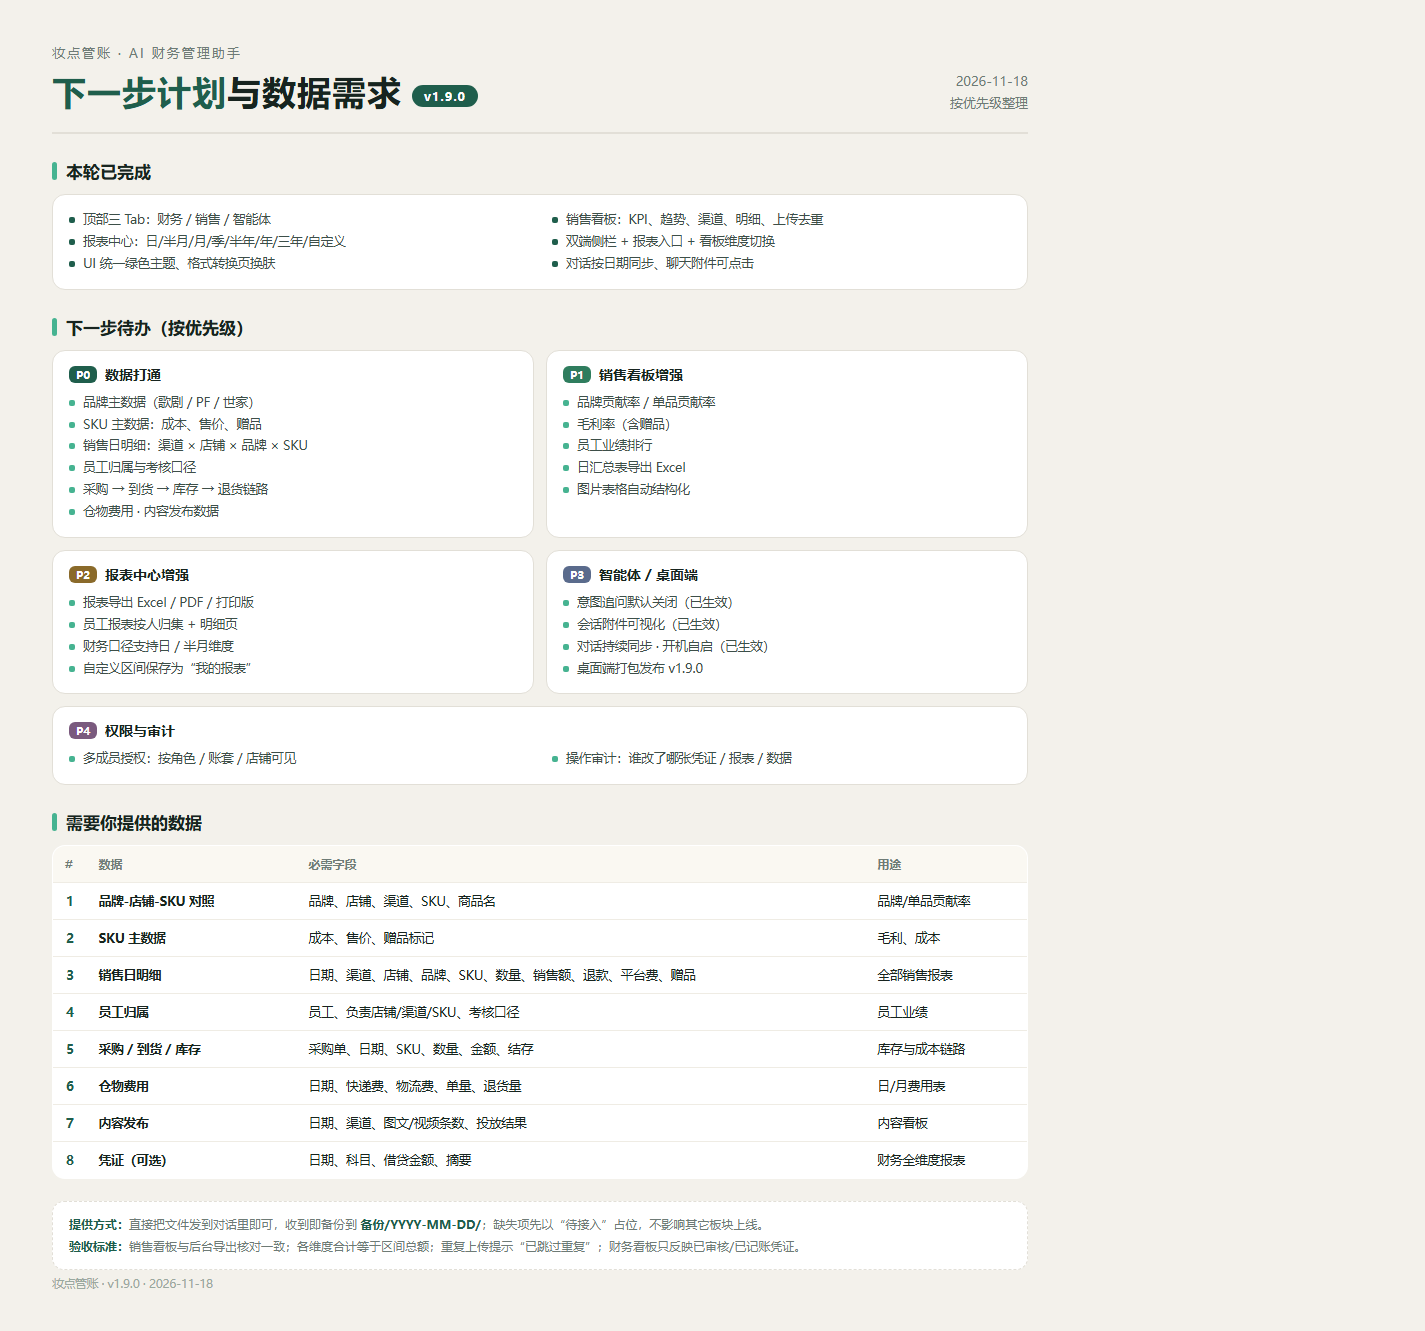 妆点管账 · AI 财务管理助手
下一步计划与数据需求 v1.9.0
2026-11-18
按优先级整理
本轮已完成
顶部三 Tab：财务 / 销售 / 智能体
报表中心：日/半月/月/季/半年/年/三年/自定义
UI 统一绿色主题、格式转换页换肤
销售看板：KPI、趋势、渠道、明细、上传去重
双端侧栏 + 报表入口 + 看板维度切换
对话按日期同步、聊天附件可点击
下一步待办（按优先级）
P0 数据打通
品牌主数据（歌剧 / PF / 世家）
SKU 主数据：成本、售价、赠品
销售日明细：渠道 × 店铺 × 品牌 × SKU
员工归属与考核口径
采购 → 到货 → 库存 → 退货链路
仓物费用 · 内容发布数据
P1 销售看板增强
品牌贡献率 / 单品贡献率
毛利率（含赠品）
员工业绩排行
日汇总表导出 Excel
图片表格自动结构化
P2 报表中心增强
报表导出 Excel / PDF / 打印版
员工报表按人归集 + 明细页
财务口径支持日 / 半月维度
自定义区间保存为“我的报表”
P3 智能体 / 桌面端
意图追问默认关闭（已生效）
会话附件可视化（已生效）
对话持续同步 · 开机自启（已生效）
桌面端打包发布 v1.9.0
P4 权限与审计
多成员授权：按角色 / 账套 / 店铺可见
操作审计：谁改了哪张凭证 / 报表 / 数据
需要你提供的数据
# 数据 必需字段 用途
1 品牌-店铺-SKU 对照 品牌、店铺、渠道、SKU、商品名 品牌/单品贡献率
2 SKU 主数据 成本、售价、赠品标记 毛利、成本
3 销售日明细 日期、渠道、店铺、品牌、SKU、数量、销售额、退款、平台费、赠品 全部销售报表
4 员工归属 员工、负责店铺/渠道/SKU、考核口径 员工业绩
5 采购 / 到货 / 库存 采购单、日期、SKU、数量、金额、结存 库存与成本链路
6 仓物费用 日期、快递费、物流费、单量、退货量 日/月费用表
7 内容发布 日期、渠道、图文/视频条数、投放结果 内容看板
8 凭证（可选） 日期、科目、借贷金额、摘要 财务全维度报表
提供方式：直接把文件发到对话里即可，收到即备份到 备份/YYYY-MM-DD/；缺失项先以“待接入”占位，不影响其它板块上线。
验收标准：销售看板与后台导出核对一致；各维度合计等于区间总额；重复上传提示“已跳过重复”；财务看板只反映已审核/已记账凭证。
妆点管账 · v1.9.0 · 2026-11-18